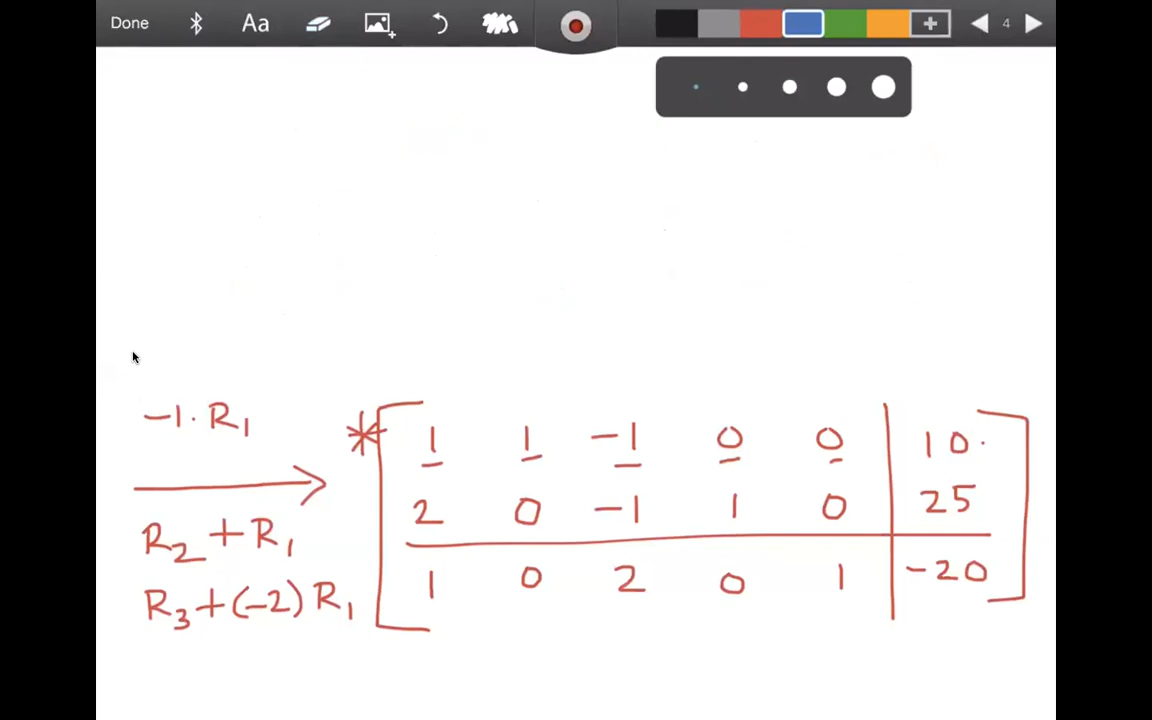 Done Aa 4
-1·R₁
* 1 1 -1 0 0 | 10
2 0 -1 1 0 | 25
R₂+R₁
1 0 2 0 1 | -20
R₃+(-2)R₁